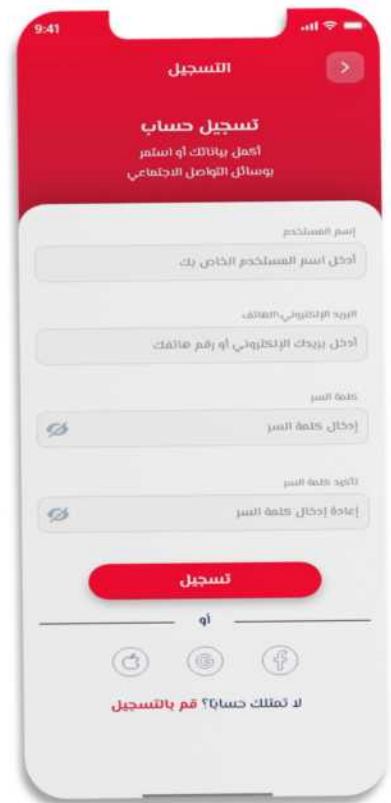 9:41
التسجيل
تسجيل حساب
أكمل بياناتك أو استمر
بوسائل التواصل الاجتماعي
إسم المستخدم
أدخل اسم المستخدم الخاص بك
البريد الإلكتروني/الهاتف
أدخل بريدك الإلكتروني أو رقم هاتفك
كلمة السر
إدخال كلمة السر
تأكيد كلمة السر
إعادة إدخال كلمة السر
تسجيل
أو
لا تمتلك حسابًا؟ قم بالتسجيل